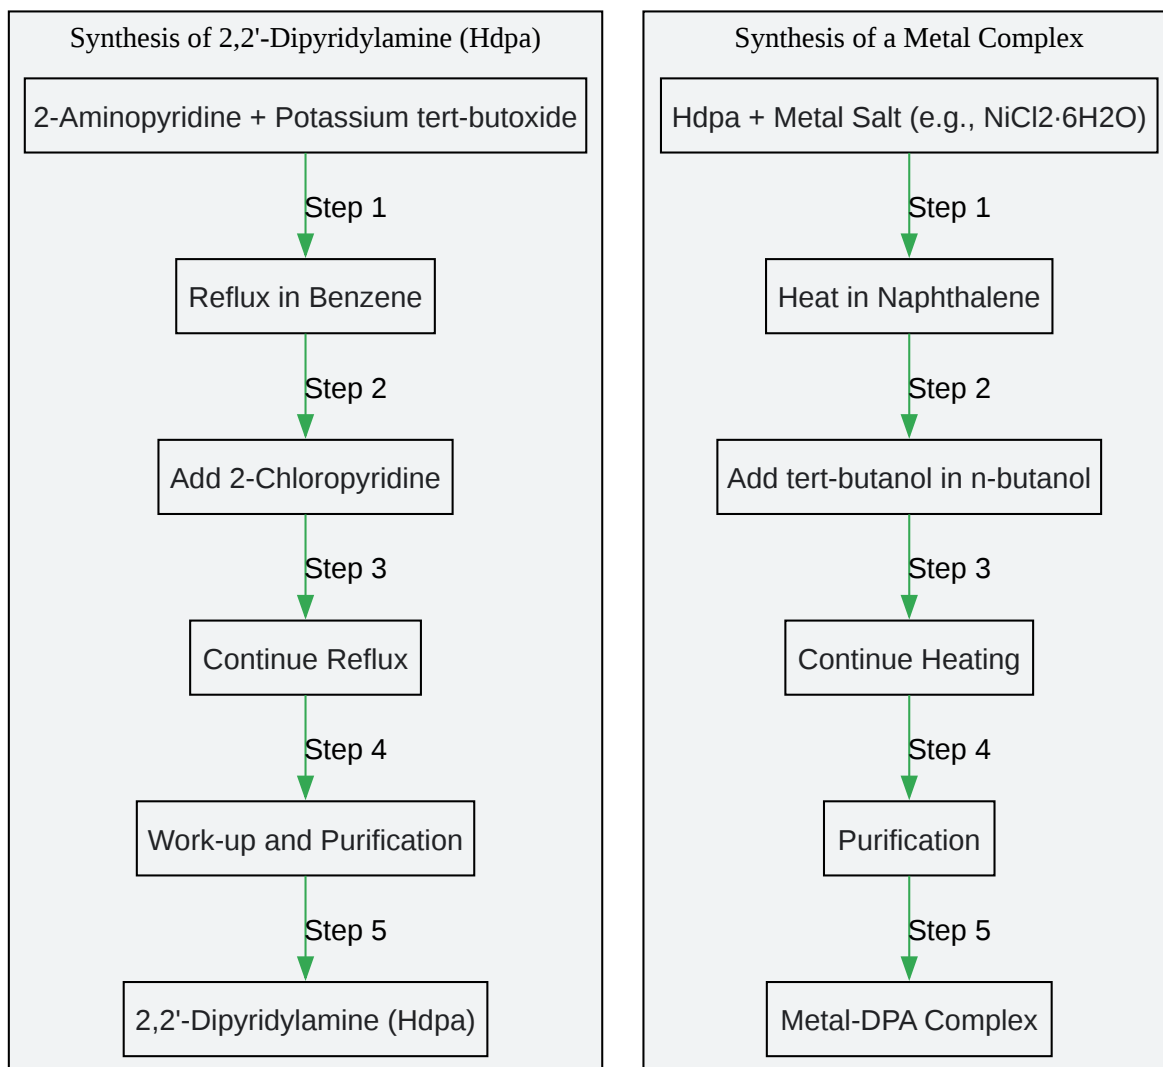 Synthesis of 2,2'-Dipyridylamine (Hdpa)
2-Aminopyridine + Potassium tert-butoxide
Step 1
Reflux in Benzene
Step 2
Add 2-Chloropyridine
Step 3
Continue Reflux
Step 4
Work-up and Purification
Step 5
2,2'-Dipyridylamine (Hdpa)
Synthesis of a Metal Complex
Hdpa + Metal Salt (e.g., NiCl2·6H2O)
Step 1
Heat in Naphthalene
Step 2
Add tert-butanol in n-butanol
Step 3
Continue Heating
Step 4
Purification
Step 5
Metal-DPA Complex